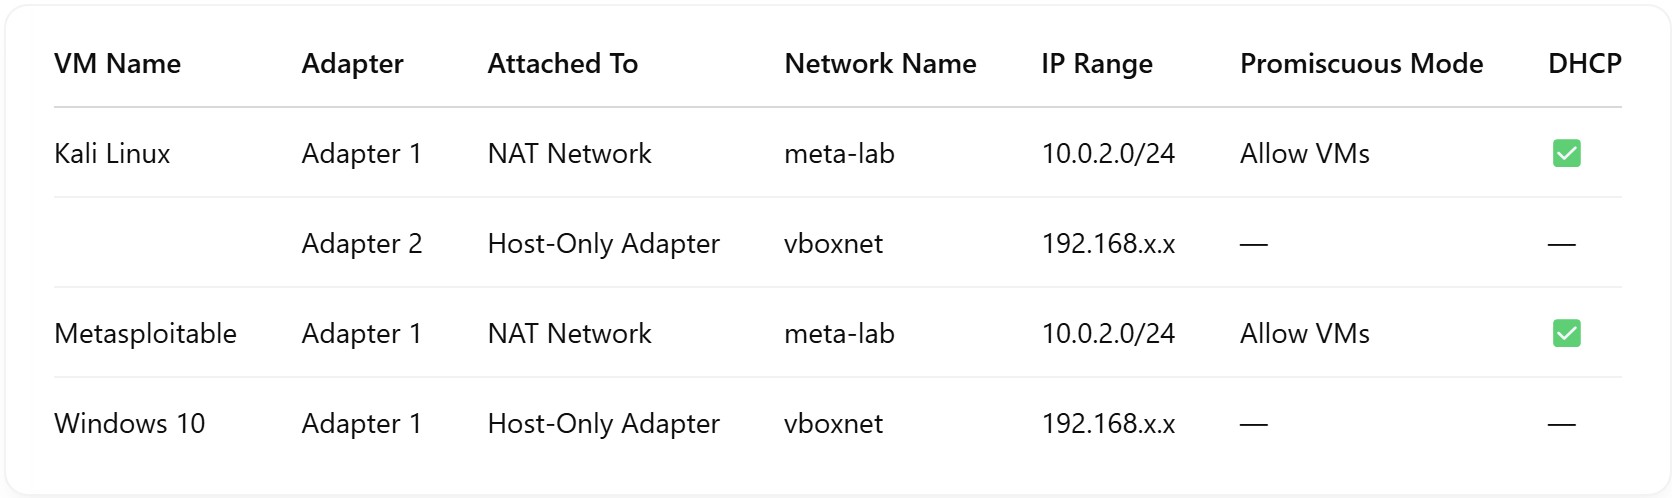 VM Name Adapter Attached To Network Name IP Range Promiscuous Mode DHCP
Kali Linux Adapter 1 NAT Network meta-lab 10.0.2.0/24 Allow VMs ✅
Adapter 2 Host-Only Adapter vboxnet 192.168.x.x — —
Metasploitable Adapter 1 NAT Network meta-lab 10.0.2.0/24 Allow VMs ✅
Windows 10 Adapter 1 Host-Only Adapter vboxnet 192.168.x.x — —